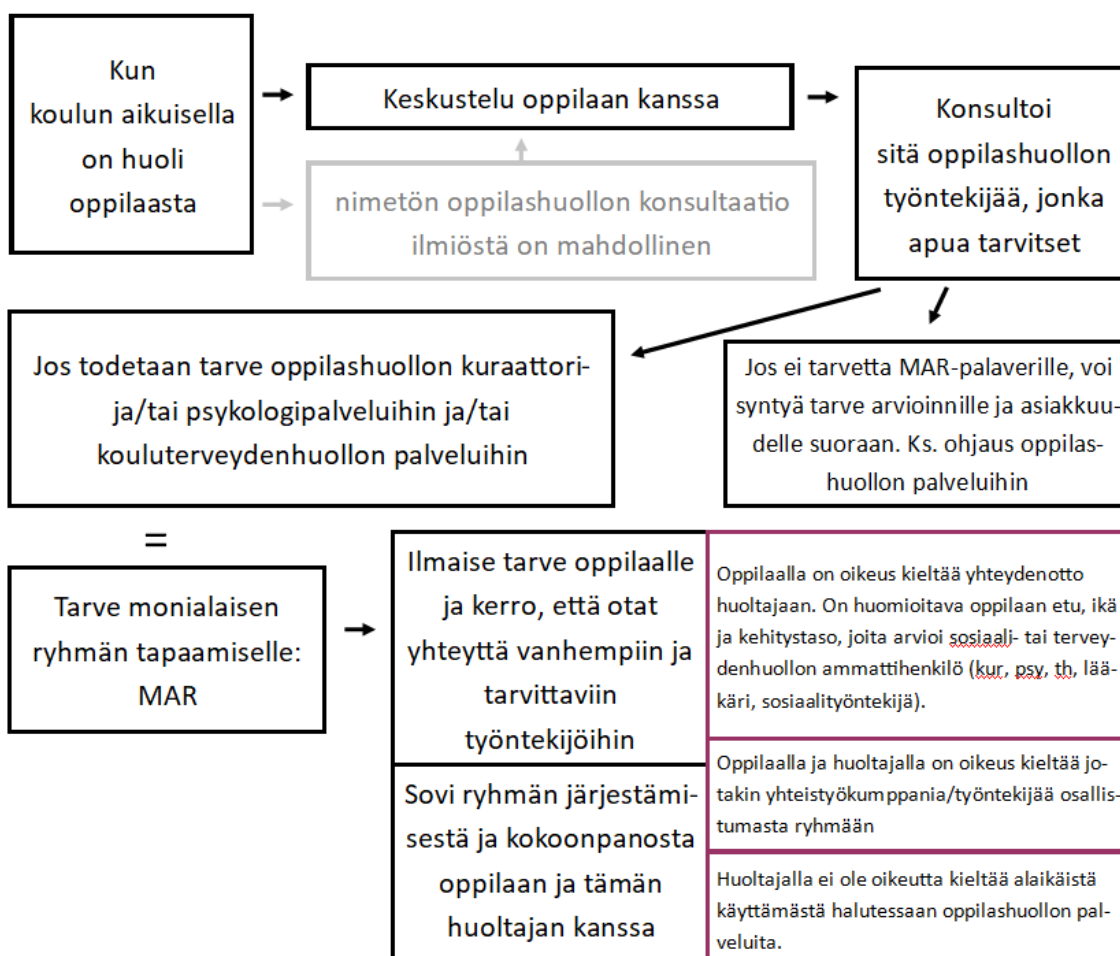 Kun
koulun aikuisella
on huoli
oppilaasta
Keskustelu oppilaan kanssa
nimetön oppilashuollon konsultaatio
ilmiöstä on mahdollinen
Konsultoi
sitä oppilashuollon
työntekijää, jonka
apua tarvitset
Jos todetaan tarve oppilashuollon kuraattori-
ja/tai psykologipalveluihin ja/tai
kouluterveydenhuollon palveluihin
Jos ei tarvetta MAR-palaverille, voi
syntyä tarve arvioinnille ja asiakkuu-
delle suoraan. Ks. ohjaus oppilas-
huollon palveluihin
=
Tarve monialaisen
ryhmän tapaamiselle:
MAR
Ilmaise tarve oppilaalle
ja kerro, että otat
yhteyttä vanhempiin ja
tarvittaviin
työntekijöihin
Sovi ryhmän järjestämi-
sestä ja kokoonpanosta
oppilaan ja tämän
huoltajan kanssa
Oppilaalla on oikeus kieltää yhteydenotto
huoltajaan. On huomioitava oppilaan etu, ikä
ja kehitystaso, joita arvioi sosiaali- tai tervey-
denhuollon ammattihenkilö (kur, psy, th, lää-
käri, sosiaalityöntekijä).
Oppilaalla ja huoltajalla on oikeus kieltää jo-
takin yhteistyökumppania/työntekijää osallis-
tumasta ryhmään
Huoltajalla ei ole oikeutta kieltää alaikäistä
käyttämästä halutessaan oppilashuollon pal-
veluita.